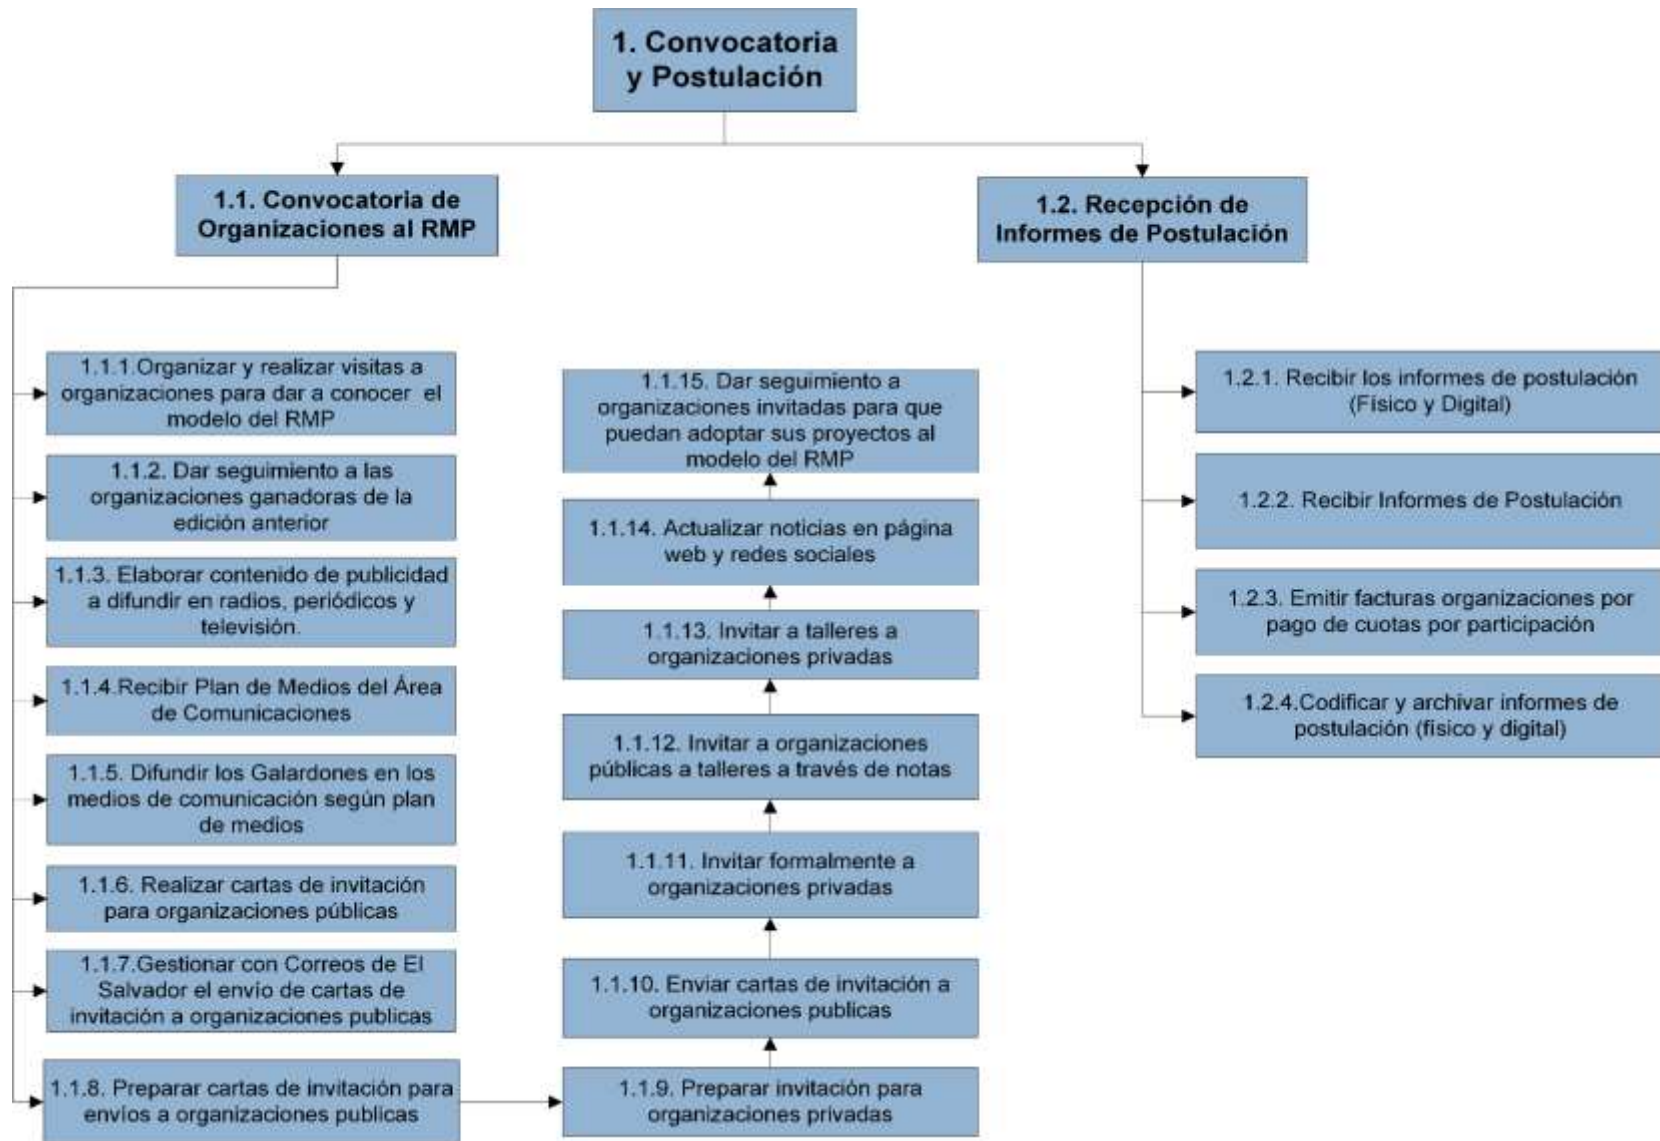 1. Convocatoria
y Postulación
1.1. Convocatoria de
Organizaciones al RMP
1.2. Recepción de
Informes de Postulación
1.1.1.Organizar y realizar visitas a
organizaciones para dar a conocer el
modelo del RMP
1.1.2. Dar seguimiento a las
organizaciones ganadoras de la
edición anterior
1.1.3. Elaborar contenido de publicidad
a difundir en radios, periódicos y
televisión.
1.1.4.Recibir Plan de Medios del Área
de Comunicaciones
1.1.5. Difundir los Galardones en los
medios de comunicación según plan
de medios
1.1.6. Realizar cartas de invitación
para organizaciones públicas
1.1.7.Gestionar con Correos de El
Salvador el envío de cartas de
invitación a organizaciones publicas
1.1.8. Preparar cartas de invitación para
envíos a organizaciones publicas
1.1.15. Dar seguimiento a
organizaciones invitadas para que
puedan adoptar sus proyectos al
modelo del RMP
1.1.14. Actualizar noticias en página
web y redes sociales
1.1.13. Invitar a talleres a
organizaciones privadas
1.1.12. Invitar a organizaciones
públicas a talleres a través de notas
1.1.11. Invitar formalmente a
organizaciones privadas
1.1.10. Enviar cartas de invitación a
organizaciones publicas
1.1.9. Preparar invitación para
organizaciones privadas
1.2.1. Recibir los informes de postulación
(Físico y Digital)
1.2.2. Recibir Informes de Postulación
1.2.3. Emitir facturas organizaciones por
pago de cuotas por participación
1.2.4.Codificar y archivar informes de
postulación (físico y digital)